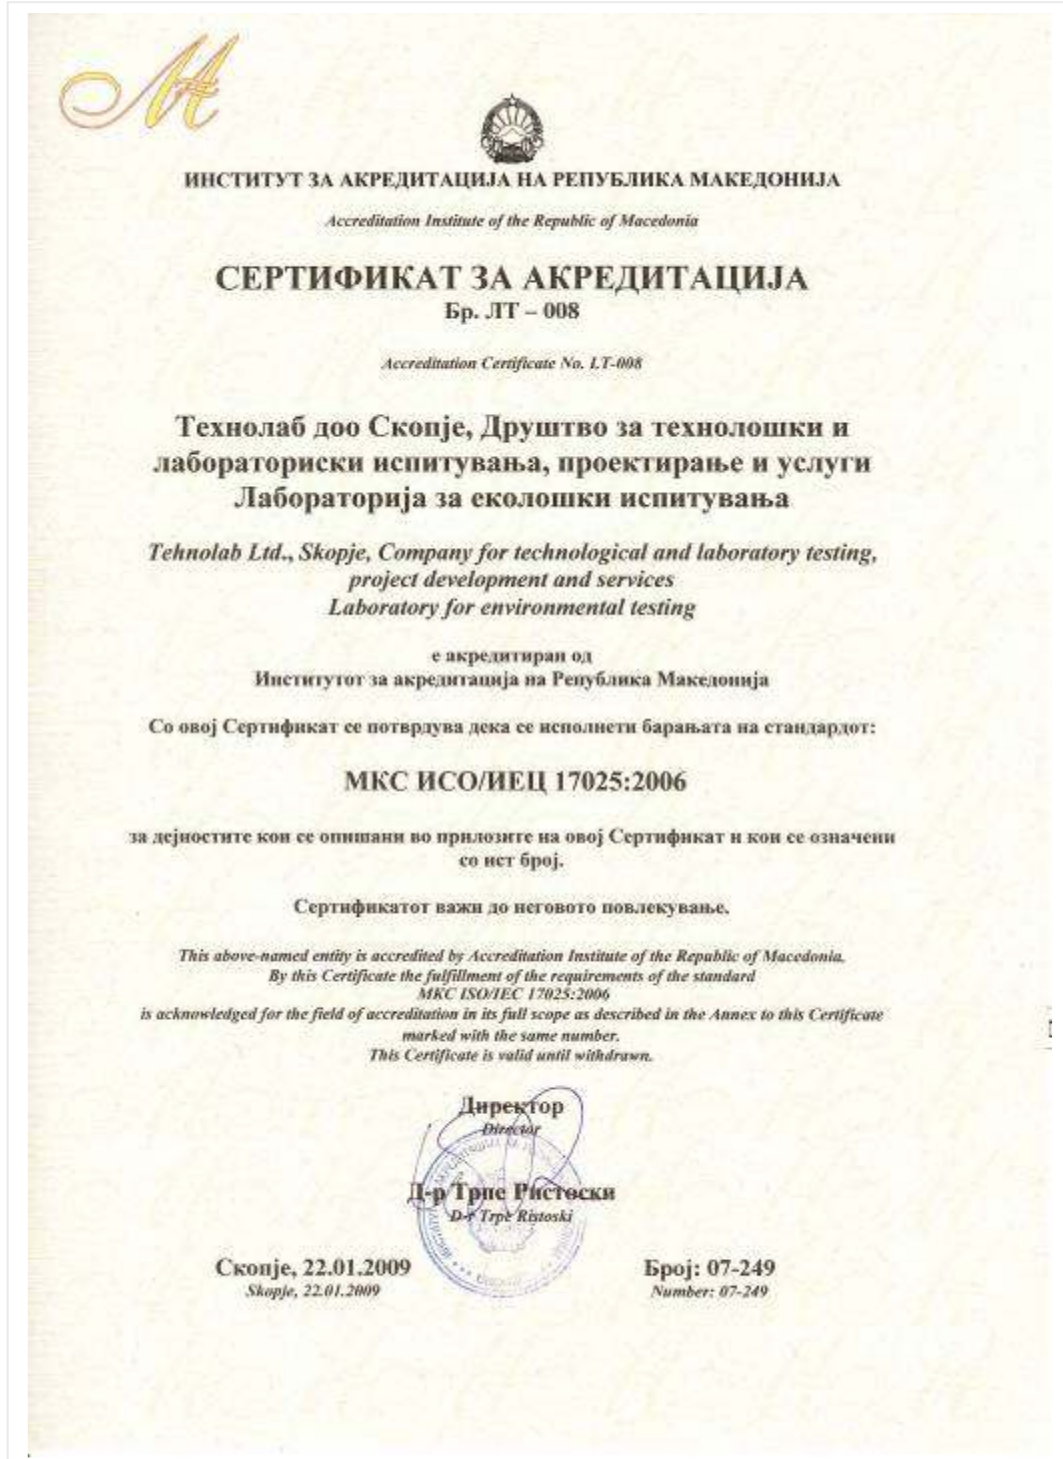 ИНСТИТУТ ЗА АКРЕДИТАЦИЈА НА РЕПУБЛИКА МАКЕДОНИЈА
Accreditation Institute of the Republic of Macedonia
СЕРТИФИКАТ ЗА АКРЕДИТАЦИЈА
Бр. ЛТ – 008
Accreditation Certificate No. LT-008
Технолаб доо Скопје, Друштво за технолошки и
лабораториски испитувања, проектирање и услуги
Лабораторија за еколошки испитувања
Tehnolab Ltd., Skopje, Company for technological and laboratory testing,
project development and services
Laboratory for environmental testing
е акредитиран од
Институтот за акредитација на Република Македонија
Со овој Сертификат се потврдува дека се исполнети барањата на стандардот:
МКС ИСО/ИЕЦ 17025:2006
за дејностите кои се опишани во прилозите на овој Сертификат и кои се означени
со ист број.
Сертификатот важи до неговото повлекување.
This above-named entity is accredited by Accreditation Institute of the Republic of Macedonia.
By this Certificate the fulfillment of the requirements of the standard
МКС ISO/IEC 17025:2006
is acknowledged for the field of accreditation in its full scope as described in the Annex to this Certificate
marked with the same number.
This Certificate is valid until withdrawn.
Директор
Director
Д-р Трпе Ристоски
D-r Trpe Ristoski
Скопје, 22.01.2009
Број: 07-249
Skopje, 22.01.2009
Number: 07-249